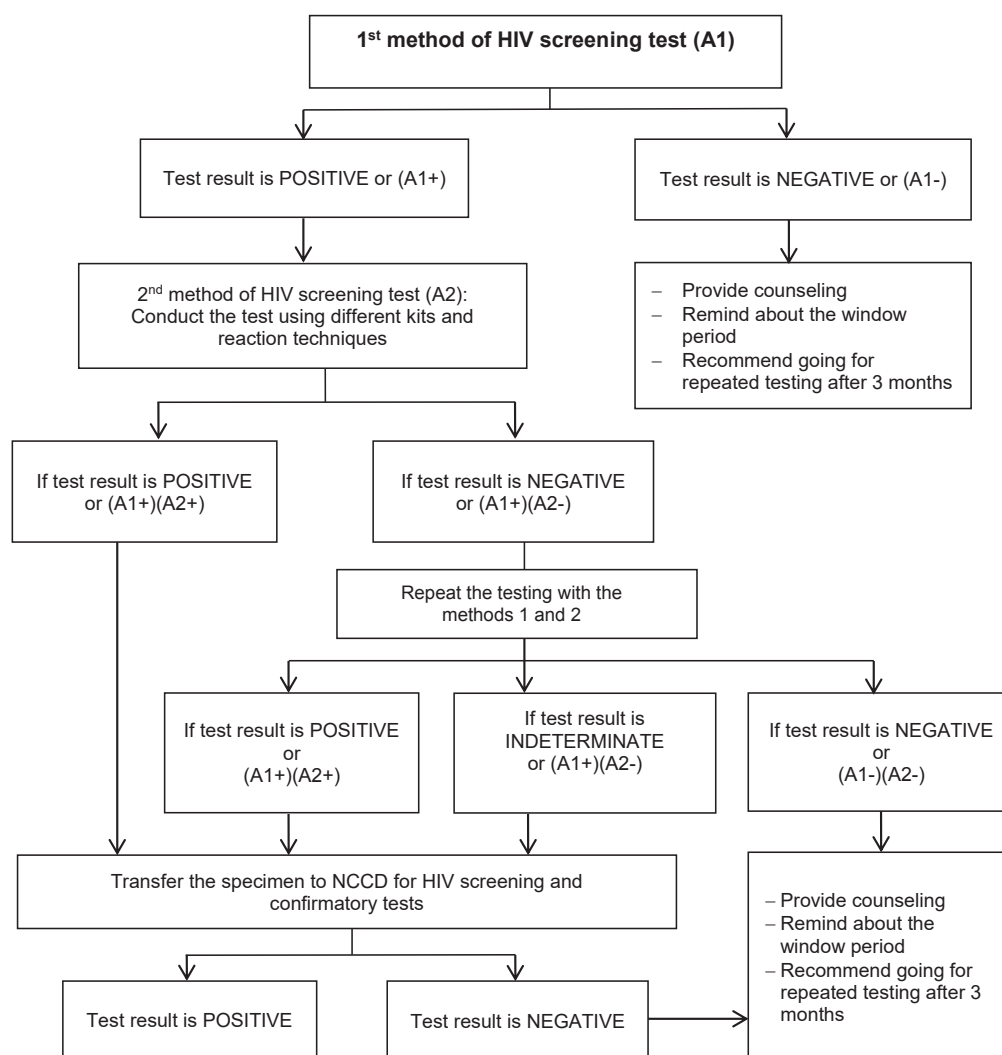 1st method of HIV screening test (A1)
Test result is POSITIVE or (A1+)
Test result is NEGATIVE or (A1-)
2nd method of HIV screening test (A2):
Conduct the test using different kits and
reaction techniques
– Provide counseling
– Remind about the window
period
– Recommend going for
repeated testing after 3 months
If test result is POSITIVE
or (A1+)(A2+)
If test result is NEGATIVE
or (A1+)(A2-)
Repeat the testing with the
methods 1 and 2
If test result is POSITIVE
or
(A1+)(A2+)
If test result is
INDETERMINATE
or (A1+)(A2-)
If test result is NEGATIVE
or
(A1-)(A2-)
Transfer the specimen to NCCD for HIV screening and
confirmatory tests
– Provide counseling
– Remind about the
window period
– Recommend going for
repeated testing after 3
months
Test result is POSITIVE
Test result is NEGATIVE